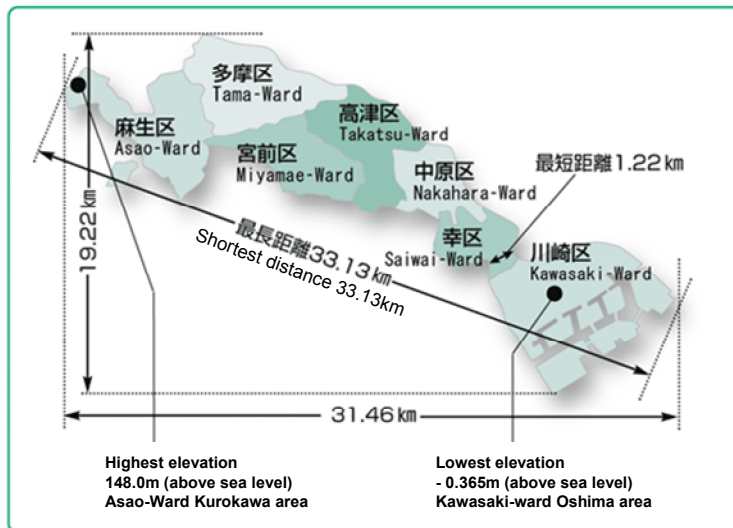 多摩区
Tama-Ward
高津区
Takatsu-Ward
麻生区
Asao-Ward
宮前区
Miyamae-Ward
中原区
Nakahara-Ward
最短距離1.22km
幸区
Saiwai-Ward
川崎区
Kawasaki-Ward
19.22km
最長距離33.13km
Shortest distance 33.13km
31.46km
Highest elevation
148.0m (above sea level)
Asao-Ward Kurokawa area
Lowest elevation
- 0.365m (above sea level)
Kawasaki-ward Oshima area